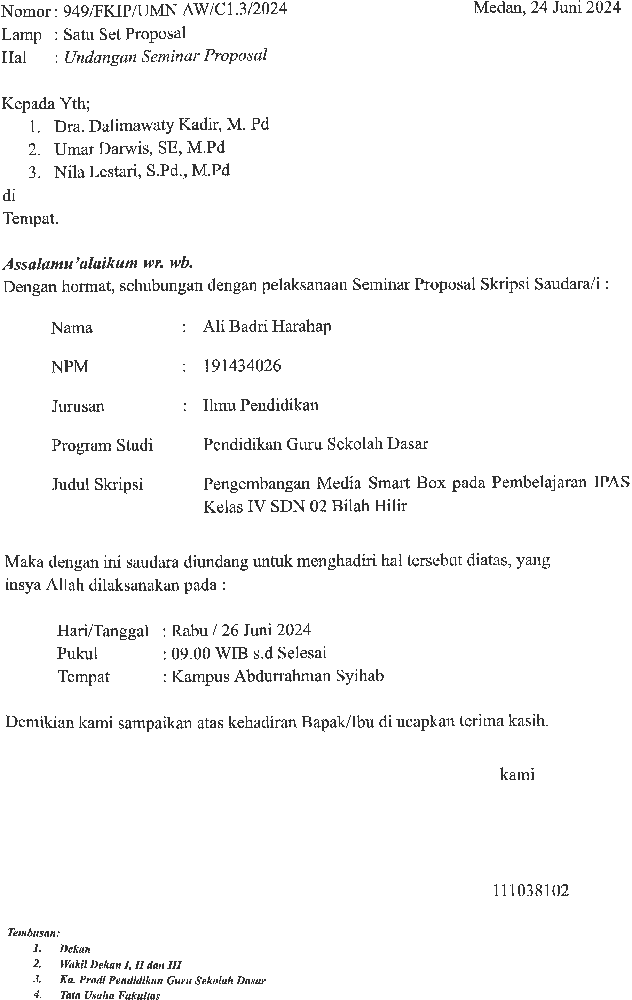 Nomor : 949/FKIP/UMN AW/C1.3/2024 Medan, 24 Juni 2024
Lamp : Satu Set Proposal
Hal : Undangan Seminar Proposal
Kepada Yth;
1. Dra. Dalimawaty Kadir, M. Pd
2. Umar Darwis, SE, M.Pd
3. Nila Lestari, S.Pd., M.Pd
di
Tempat.
Assalamu'alaikum wr. wb.
Dengan hormat, sehubungan dengan pelaksanaan Seminar Proposal Skripsi Saudara/i :
Nama : Ali Badri Harahap
NPM : 191434026
Jurusan : Ilmu Pendidikan
Program Studi Pendidikan Guru Sekolah Dasar
Judul Skripsi Pengembangan Media Smart Box pada Pembelajaran IPAS
Kelas IV SDN 02 Bilah Hilir
Maka dengan ini saudara diundang untuk menghadiri hal tersebut diatas, yang
insya Allah dilaksanakan pada :
Hari/Tanggal : Rabu / 26 Juni 2024
Pukul : 09.00 WIB s.d Selesai
Tempat : Kampus Abdurrahman Syihab
Demikian kami sampaikan atas kehadiran Bapak/Ibu di ucapkan terima kasih.
kami
111038102
Tembusan:
1. Dekan
2. Wakil Dekan I, II dan III
3. Ka. Prodi Pendidikan Guru Sekolah Dasar
4. Tata Usaha Fakultas